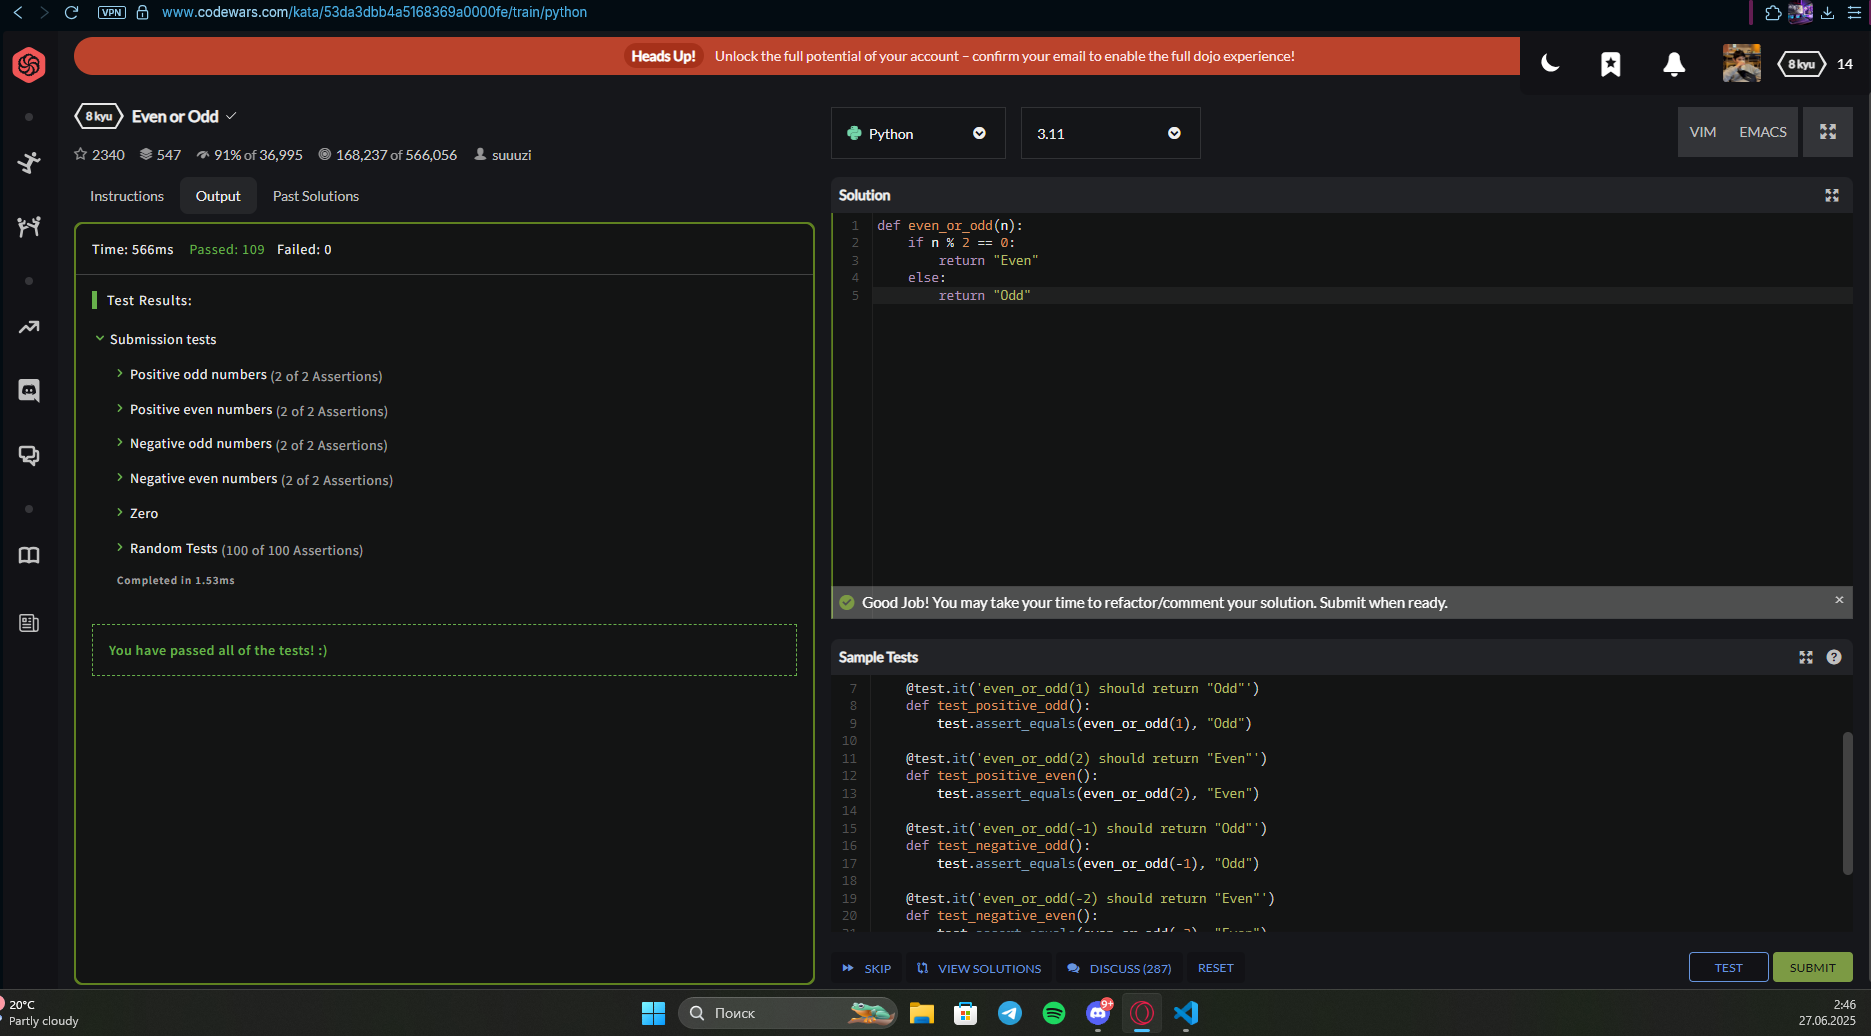 VPN www.codewars.com/kata/53da3dbb4a5168369a0000fe/train/python
Heads Up! Unlock the full potential of your account – confirm your email to enable the full dojo experience!
8 kyu 14
8 kyu Even or Odd
2340 547 91% of 36,995 168,237 of 566,056 suuuzi
Instructions Output Past Solutions
Time: 566ms Passed: 109 Failed: 0
Test Results:
Submission tests
Positive odd numbers (2 of 2 Assertions)
Positive even numbers (2 of 2 Assertions)
Negative odd numbers (2 of 2 Assertions)
Negative even numbers (2 of 2 Assertions)
Zero
Random Tests (100 of 100 Assertions)
Completed in 1.53ms
You have passed all of the tests! :)
Python 3.11 VIM EMACS
Solution
1 def even_or_odd(n):
2     if n % 2 == 0:
3         return "Even"
4     else:
5         return "Odd"
Good Job! You may take your time to refactor/comment your solution. Submit when ready. ×
Sample Tests ?
7     @test.it('even_or_odd(1) should return "Odd"')
8     def test_positive_odd():
9         test.assert_equals(even_or_odd(1), "Odd")
10
11     @test.it('even_or_odd(2) should return "Even"')
12     def test_positive_even():
13         test.assert_equals(even_or_odd(2), "Even")
14
15     @test.it('even_or_odd(-1) should return "Odd"')
16     def test_negative_odd():
17         test.assert_equals(even_or_odd(-1), "Odd")
18
19     @test.it('even_or_odd(-2) should return "Even"')
20     def test_negative_even():
21         test.assert_equals(even_or_odd(-2), "Even")
SKIP VIEW SOLUTIONS DISCUSS (287) RESET TEST SUBMIT
20°C
Partly cloudy
Поиск
9+
2:46
27.06.2025